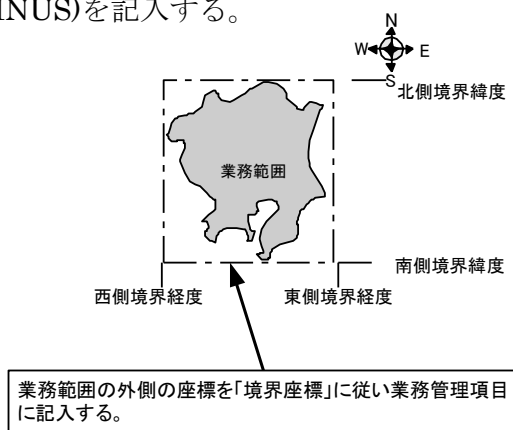 INUS)を記入する。
N
W E
S
北側境界緯度
業務範囲
南側境界緯度
西側境界経度 東側境界経度
業務範囲の外側の座標を「境界座標」に従い業務管理項目
に記入する。